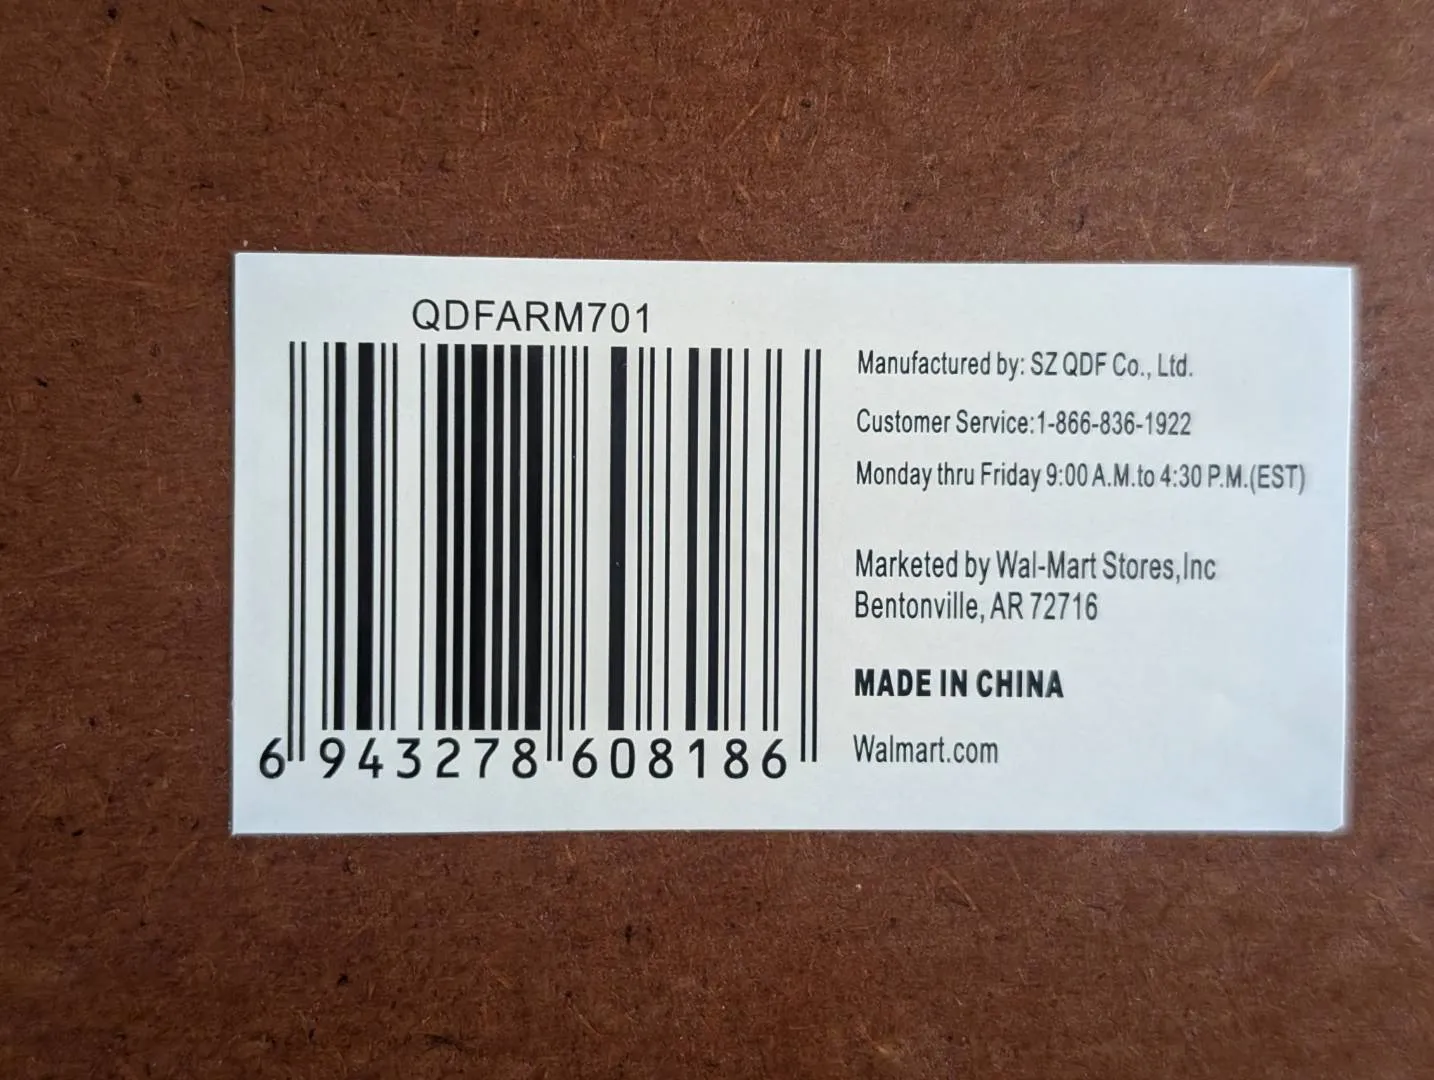 QDFARM701
6 943278 608186
Manufactured by: SZ QDF Co., Ltd.
Customer Service:1-866-836-1922
Monday thru Friday 9:00 A.M.to 4:30 P.M.(EST)
Marketed by Wal-Mart Stores,Inc
Bentonville, AR 72716
MADE IN CHINA
Walmart.com